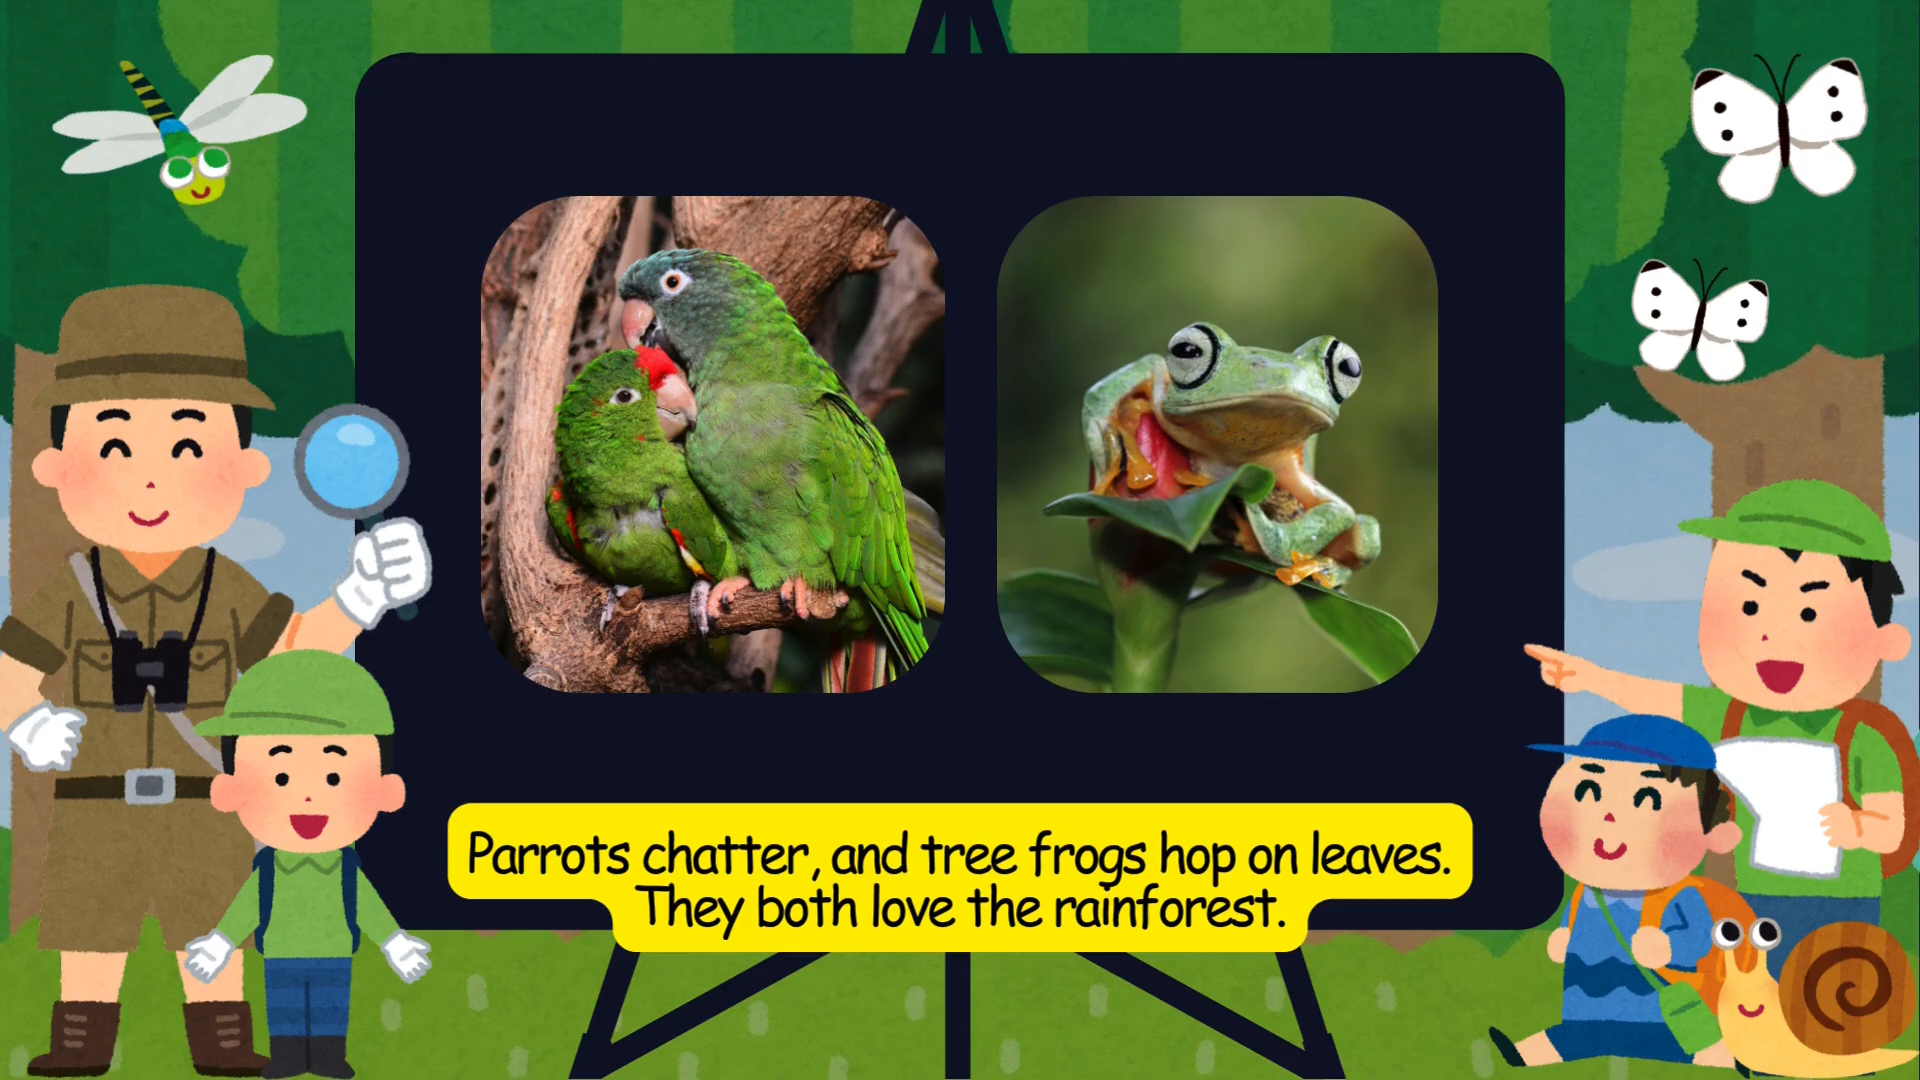 Parrots chatter, and tree frogs hop on leaves.
They both love the rainforest.